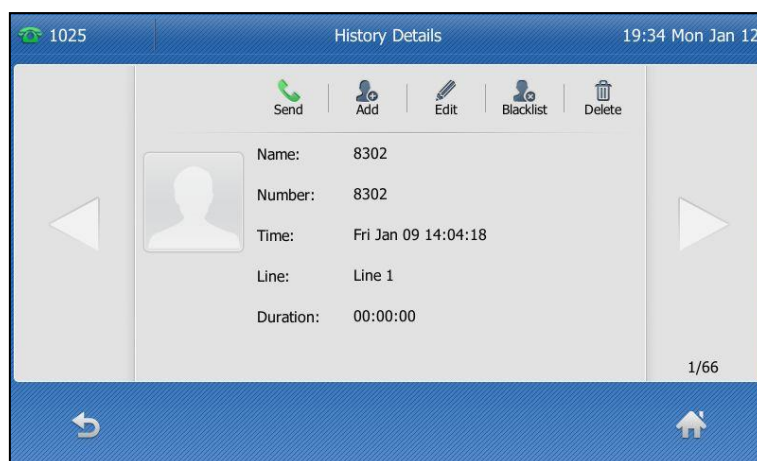 1025 History Details 19:34 Mon Jan 12
Send Add Edit Blacklist Delete
Name: 8302
Number: 8302
Time: Fri Jan 09 14:04:18
Line: Line 1
Duration: 00:00:00
1/66